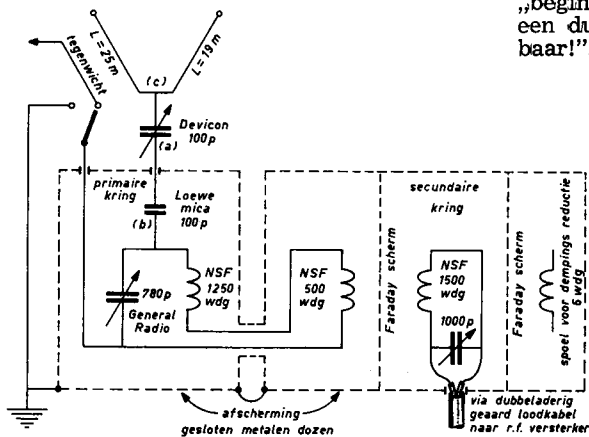 „begin
een du
baar!"
L = 25 m
L = 19 m
tegenwicht
(c)
Devicon
100 p
(a)
primaire
kring
Loewe
mica
100 p
(b)
secundaire
kring
NSF
1250
wdg
NSF
500
wdg
Faraday scherm
NSF
1500
wdg
Faraday scherm
spoel voor dempings reductie
6 wdg
780 p
General
Radio
1000 p
afscherming
gesloten metalen dozen
via dubbeladerig
geaard loodkabel
naar r.f. versterker